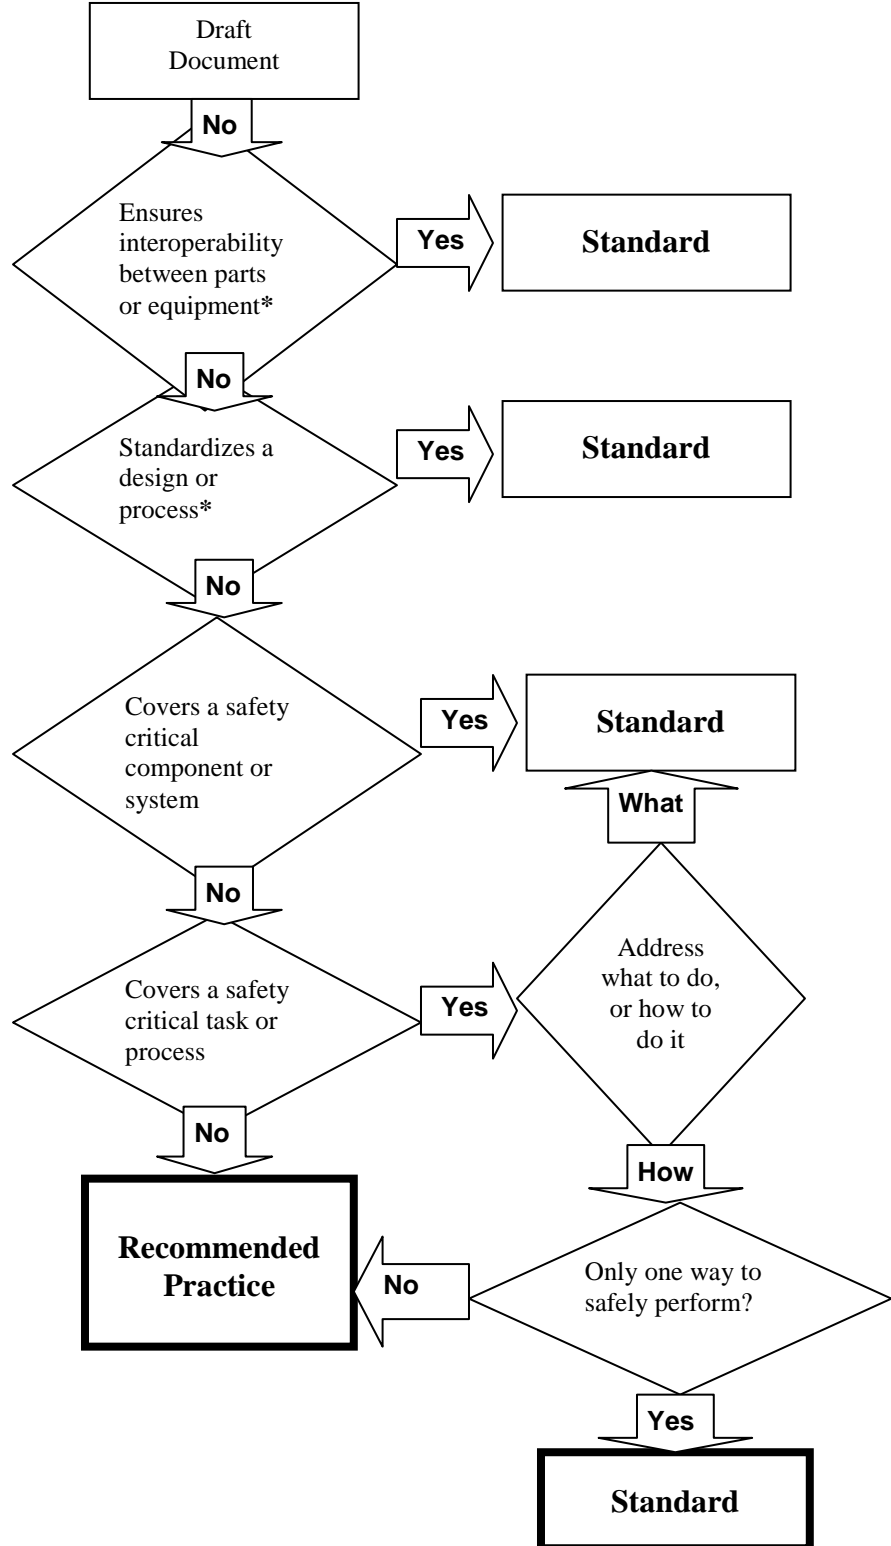 Draft
Document
No
Ensures
interoperability
between parts
or equipment*
Yes
Standard
No
Standardizes a
design or
process*
Yes
Standard
No
Covers a safety
critical
component or
system
Yes
Standard
What
No
Address
what to do,
or how to
do it
Covers a safety
critical task or
process
Yes
No
How
Recommended
Practice
No
Only one way to
safely perform?
Yes
Standard